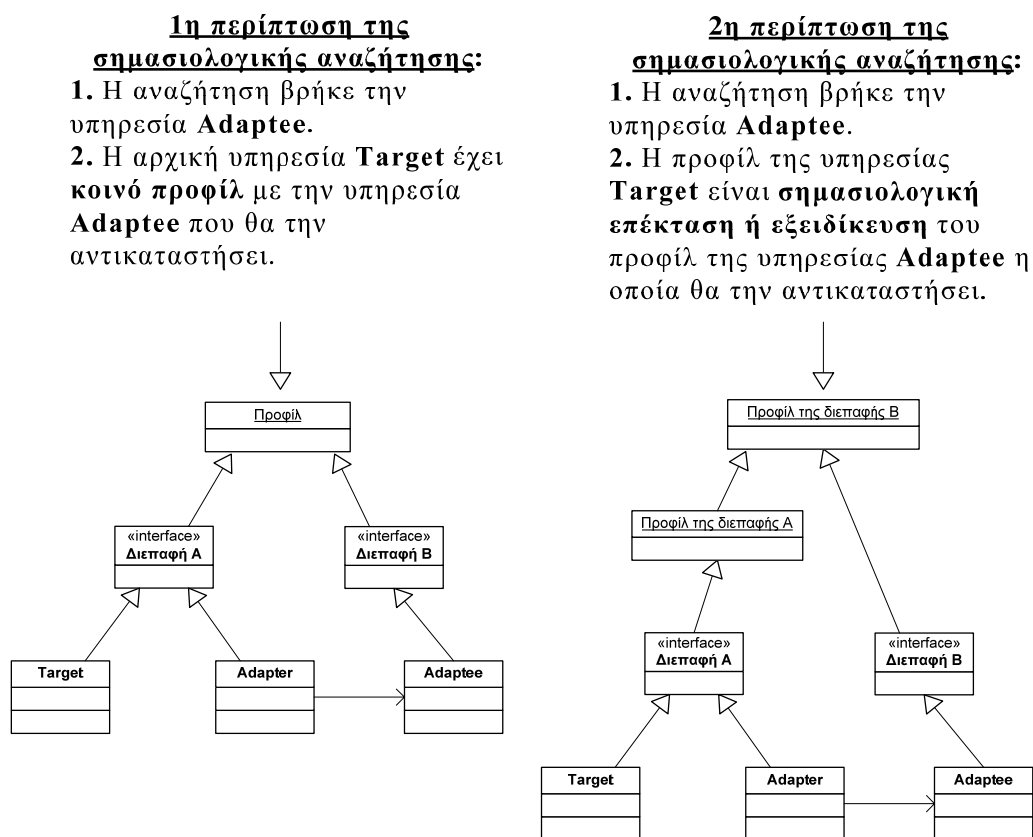 1η περίπτωση της
σημασιολογικής αναζήτησης:
1. Η αναζήτηση βρήκε την
υπηρεσία Adaptee.
2. Η αρχική υπηρεσία Target έχει
κοινό προφίλ με την υπηρεσία
Adaptee που θα την
αντικαταστήσει.
Προφίλ
«interface»
Διεπαφή Α
«interface»
Διεπαφή Β
Target
Adapter
Adaptee
2η περίπτωση της
σημασιολογικής αναζήτησης:
1. Η αναζήτηση βρήκε την
υπηρεσία Adaptee.
2. Η προφίλ της υπηρεσίας
Target είναι σημασιολογική
επέκταση ή εξειδίκευση του
προφίλ της υπηρεσίας Adaptee η
οποία θα την αντικαταστήσει.
Προφίλ της διεπαφής Β
Προφίλ της διεπαφής Α
«interface»
Διεπαφή Α
«interface»
Διεπαφή Β
Target
Adapter
Adaptee